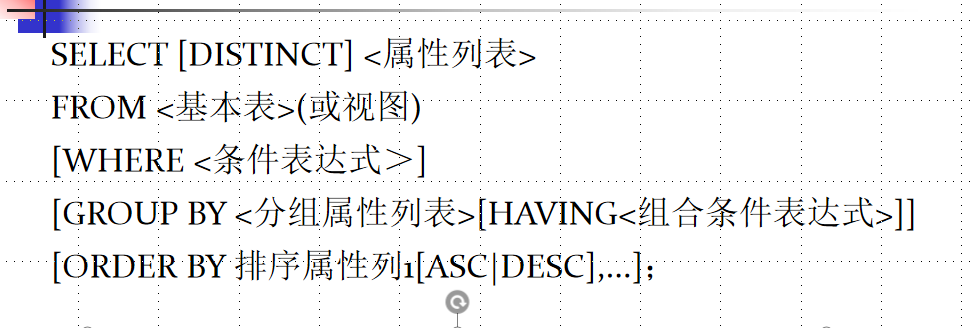 SELECT [DISTINCT] <属性列表>
FROM <基本表>(或视图)
[WHERE <条件表达式＞]
[GROUP BY <分组属性列表>[HAVING<组合条件表达式>]]
[ORDER BY 排序属性列1[ASC|DESC],…]；